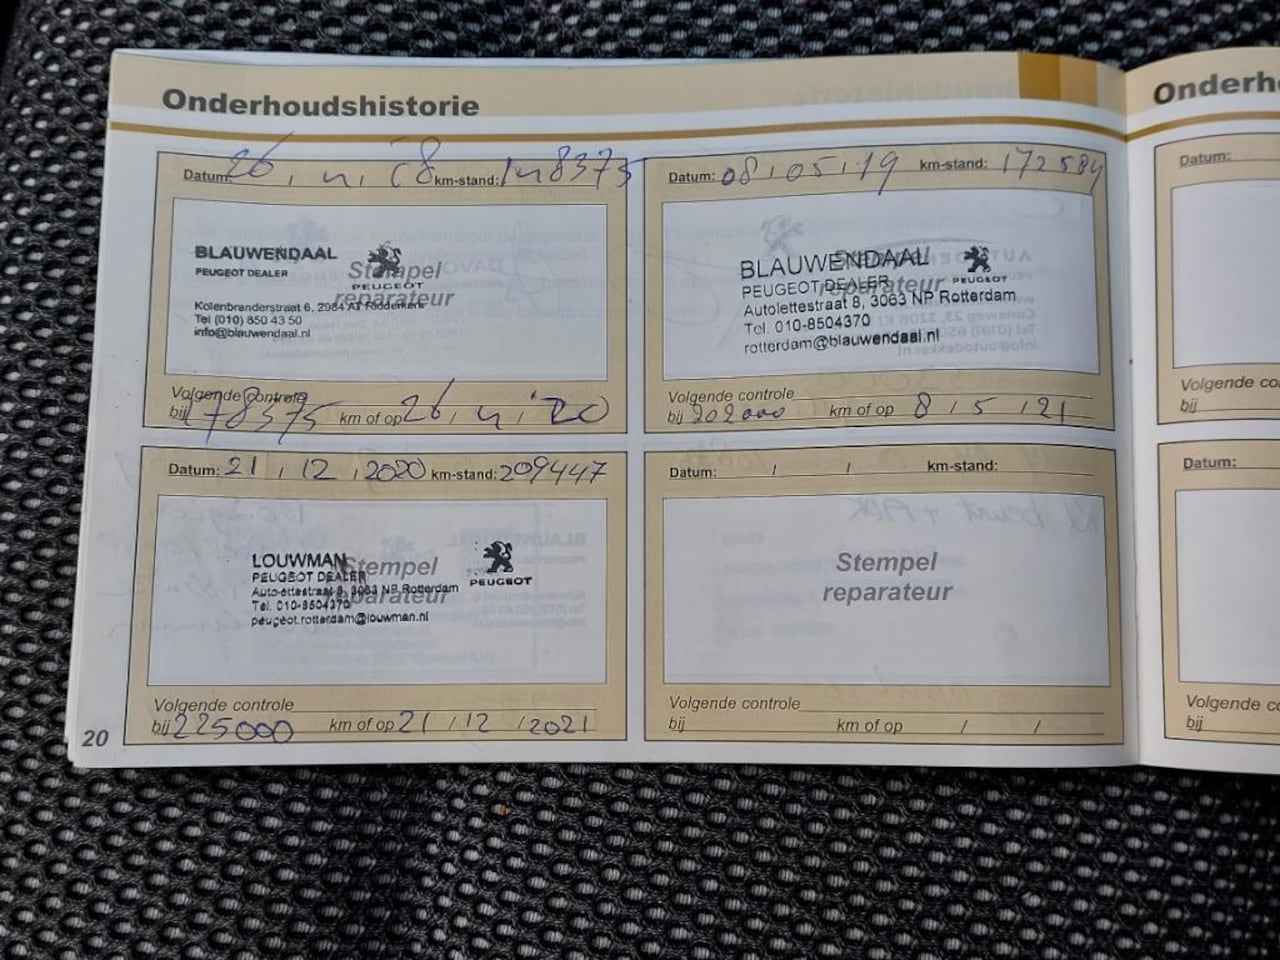 Onderhoudshistorie
Datum: 26 , 4 , '18 km-stand: 148375
BLAUWENDAAL
PEUGEOT DEALER
PEUGEOT
Stempel
reparateur
Kolenbranderstraat 6, 2984 AT Ridderkerk
Tel (010) 850 43 50
info@blauwendaal.nl
Volgende controle
bij 178375 km of op 26 , 4 , '20
Datum: 08 , 05 , 19 km-stand: 172584
BLAUWENDAAL
PEUGEOT DEALER
PEUGEOT
Stempel
reparateur
Autolettestraat 8, 3063 NP Rotterdam
Tel. 010-8504370
rotterdam@blauwendaal.nl
Volgende controle
bij 202000 km of op 8 / 5 / 21
Datum: 21 , 12 , 2020 km-stand: 209447
LOUWMAN
PEUGEOT DEALER
PEUGEOT
Stempel
reparateur
Autolettestraat 8, 3063 NP Rotterdam
Tel. 010-8504370
peugeot.rotterdam@louwman.nl
Volgende controle
bij 225000 km of op 21 / 12 / 2021
Datum: / / km-stand:
Stempel
reparateur
Volgende controle
bij km of op / /
20
Onderh
Datum:
Volgende co
bij
Datum:
Volgende c
bij